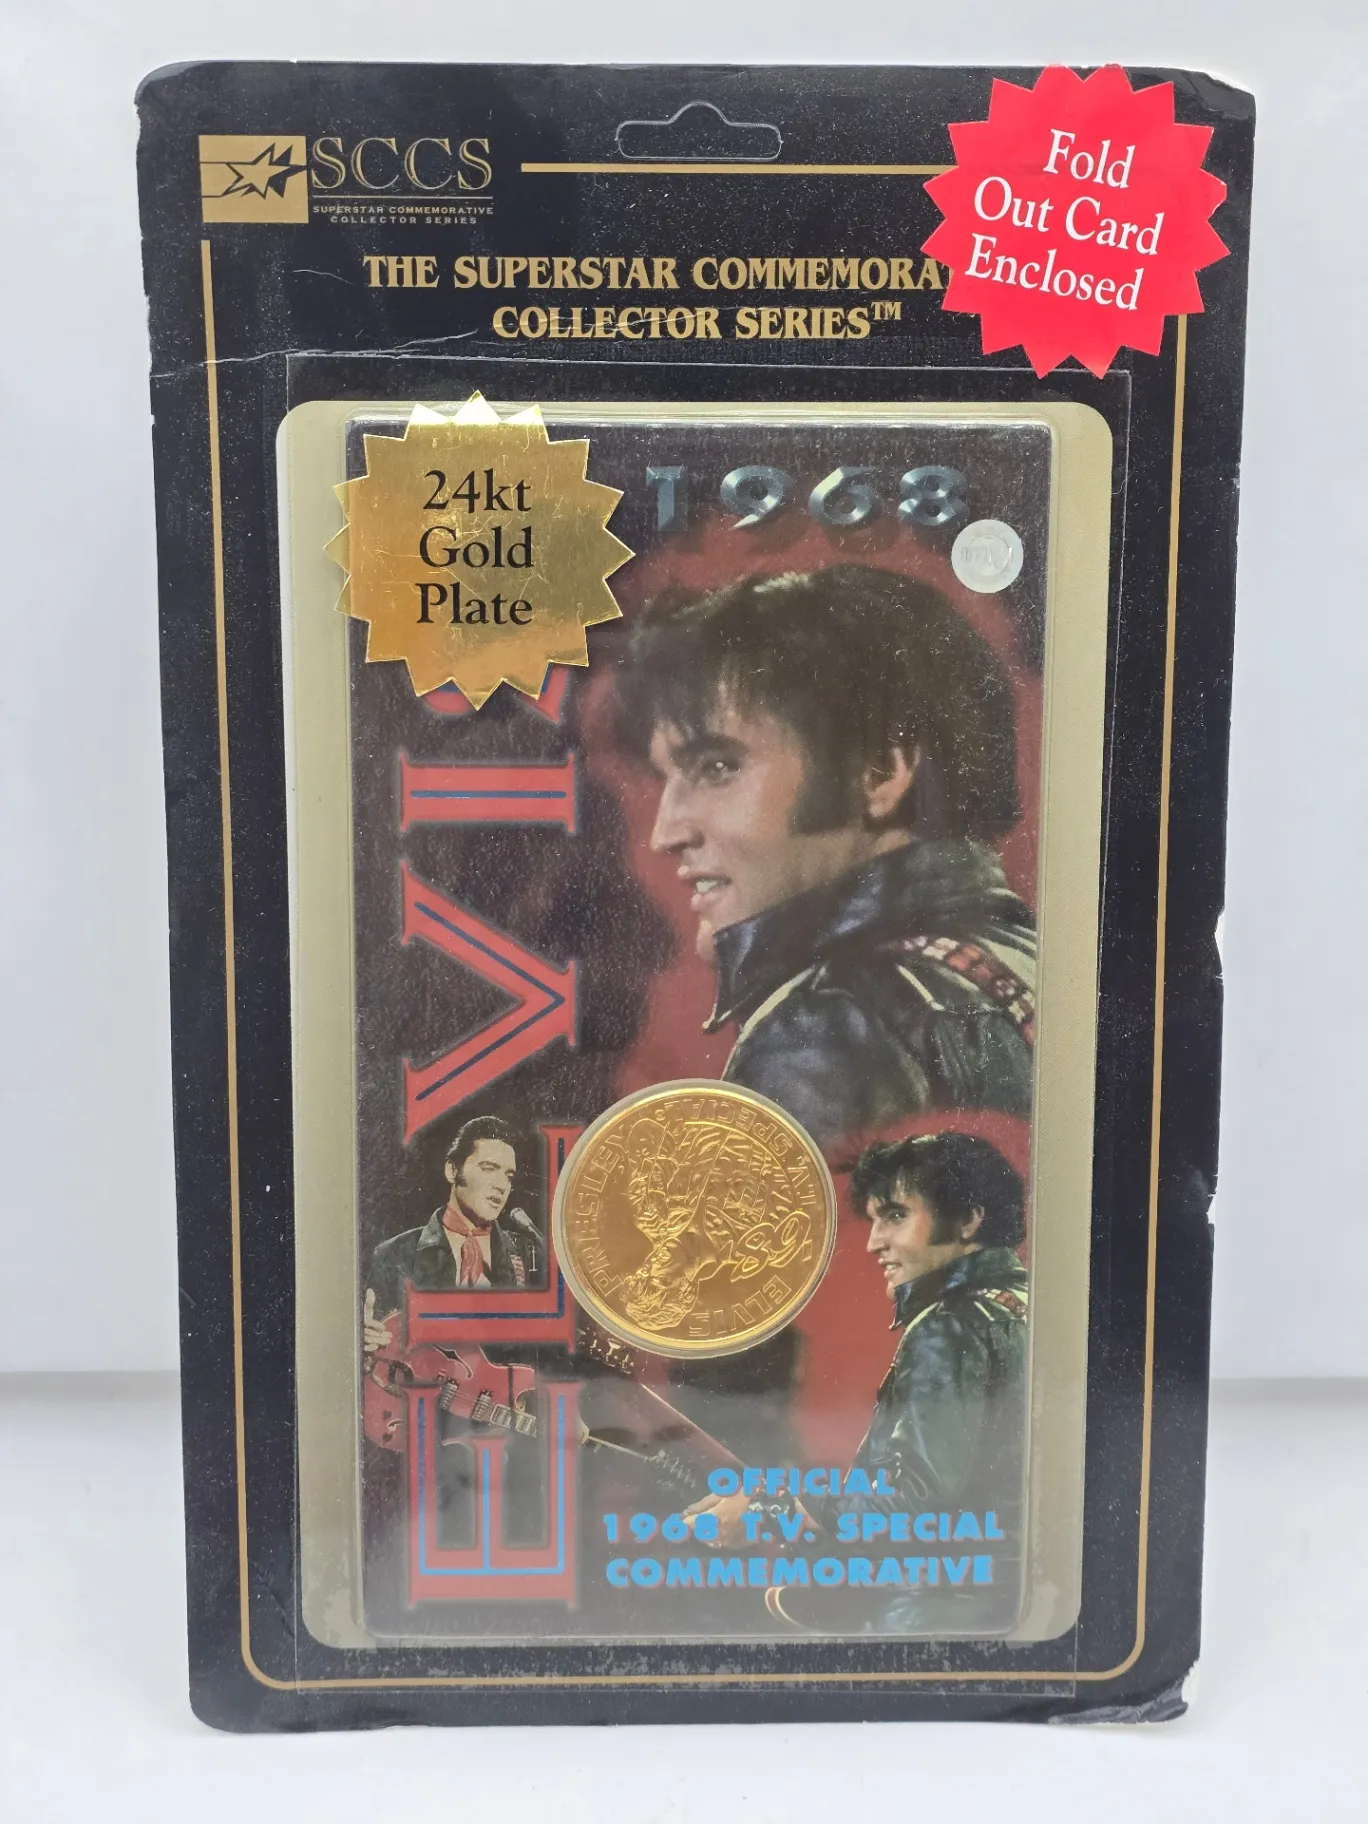 SCCS
SUPERSTAR COMMEMORATIVE
COLLECTOR SERIES
Fold
Out Card
Enclosed
THE SUPERSTAR COMMEMORA
COLLECTOR SERIES™
24kt
Gold
Plate
1968
ELVIS
ELVIS PRESLEY
'68 T.V. SPECIAL
OFFICIAL
1968 T.V. SPECIAL
COMMEMORATIVE